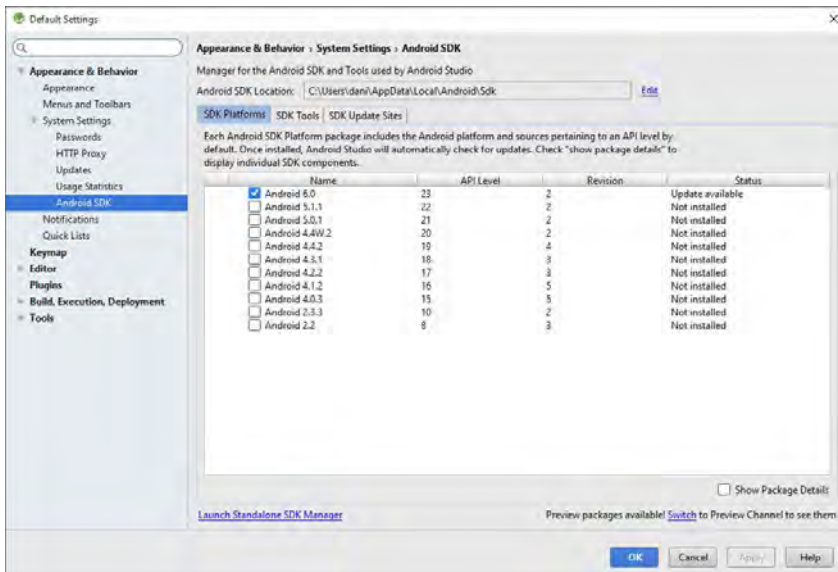 Default Settings
Appearance & Behavior › System Settings › Android SDK
Appearance & Behavior
Appearance
Menus and Toolbars
System Settings
Passwords
HTTP Proxy
Updates
Usage Statistics
Android SDK
Notifications
Quick Lists
Keymap
Editor
Plugins
Build, Execution, Deployment
Tools
Manager for the Android SDK and Tools used by Android Studio
Android SDK Location: C:\Users\dani\AppData\Local\Android\Sdk Edit
SDK Platforms SDK Tools SDK Update Sites
Each Android SDK Platform package includes the Android platform and sources pertaining to an API level by
default. Once installed, Android Studio will automatically check for updates. Check "show package details" to
display individual SDK components.
Name API Level Revision Status
Android 6.0 23 2 Update available
Android 5.1.1 22 2 Not installed
Android 5.0.1 21 2 Not installed
Android 4.4W.2 20 2 Not installed
Android 4.4.2 19 4 Not installed
Android 4.3.1 18 3 Not installed
Android 4.2.2 17 3 Not installed
Android 4.1.2 16 5 Not installed
Android 4.0.3 15 5 Not installed
Android 2.3.3 10 2 Not installed
Android 2.2 8 3 Not installed
Show Package Details
Launch Standalone SDK Manager
Preview packages available! Switch to Preview Channel to see them
OK Cancel Apply Help